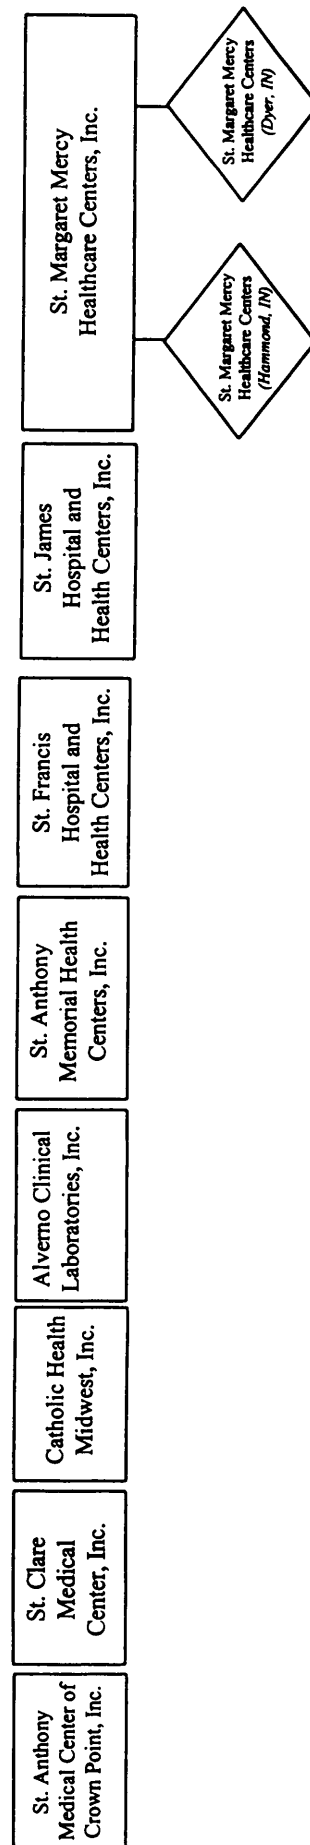 St. Anthony
Medical Center of
Crown Point, Inc.
St. Clare
Medical
Center, Inc.
Catholic Health
Midwest, Inc.
Alverno Clinical
Laboratories, Inc.
St. Anthony
Memorial Health
Centers, Inc.
St. Francis
Hospital and
Health Centers, Inc.
St. James
Hospital and
Health Centers, Inc.
St. Margaret Mercy
Healthcare Centers, Inc.
St. Margaret Mercy
Healthcare Centers
(Hammond, IN)
St. Margaret Mercy
Healthcare Centers
(Dyer, IN)